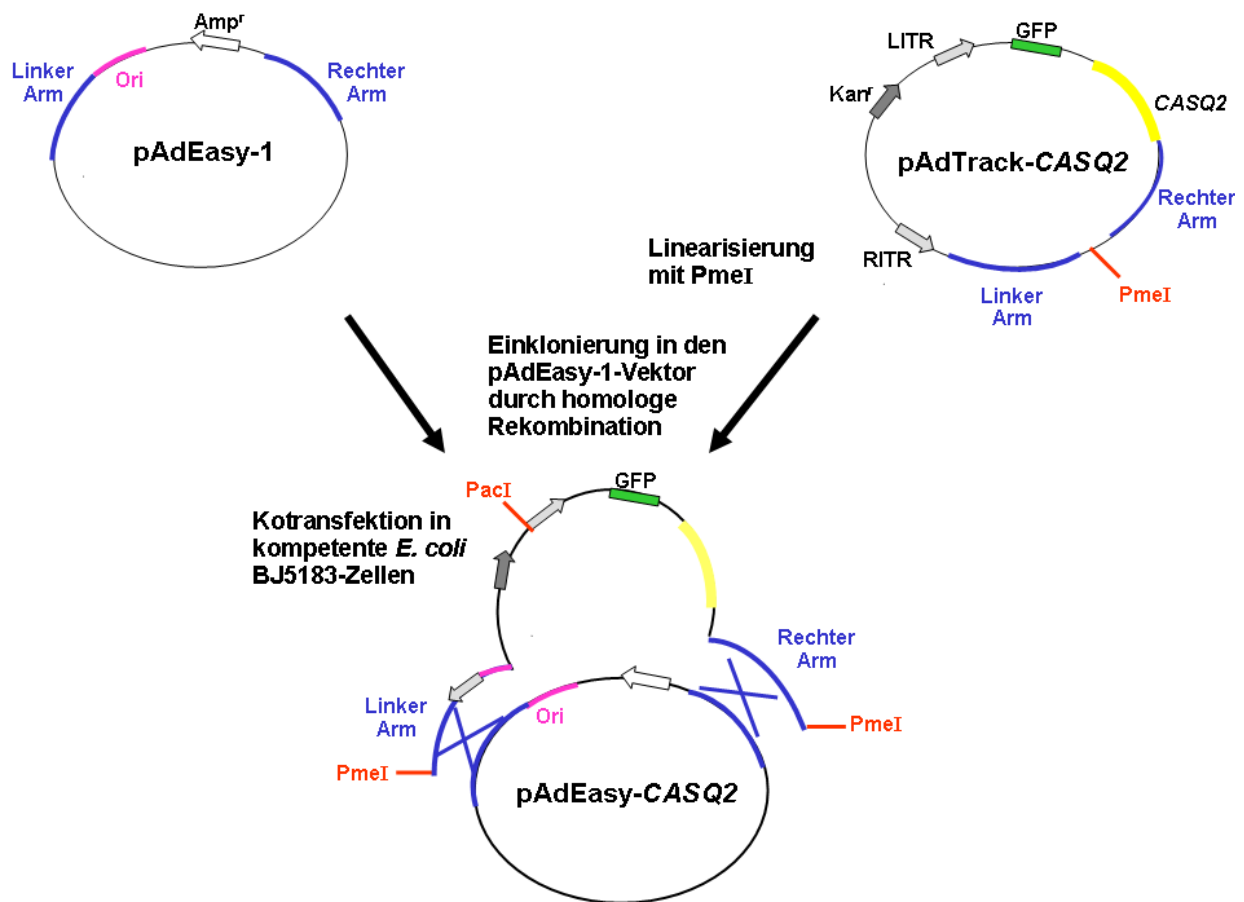 Ampʳ
Linker
Arm
Ori
Rechter
Arm
pAdEasy-1
LITR
GFP
Kanʳ
CASQ2
pAdTrack-CASQ2
Rechter
Arm
RITR
Linker
Arm
PmeI
Linearisierung
mit PmeI
Einklonierung in den
pAdEasy-1-Vektor
durch homologe
Rekombination
Kotransfektion in
kompetente E. coli
BJ5183-Zellen
PacI
GFP
Rechter
Arm
Linker
Arm
Ori
PmeI
PmeI
pAdEasy-CASQ2